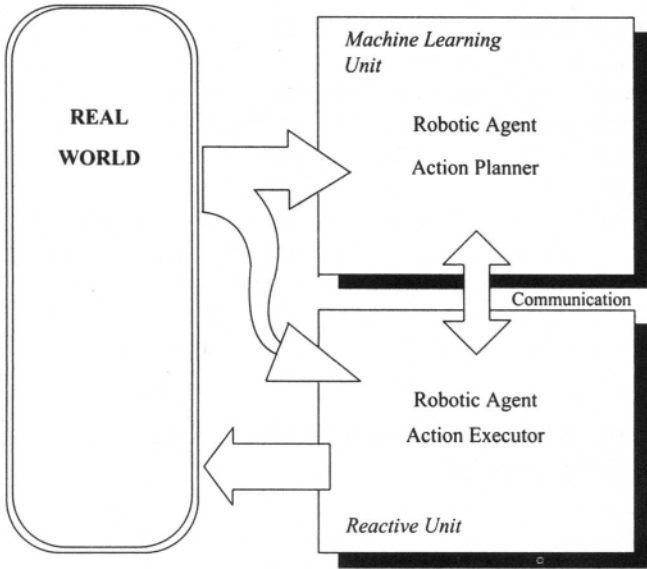 REAL
WORLD
Machine Learning
Unit
Robotic Agent
Action Planner
Communication
Robotic Agent
Action Executor
Reactive Unit